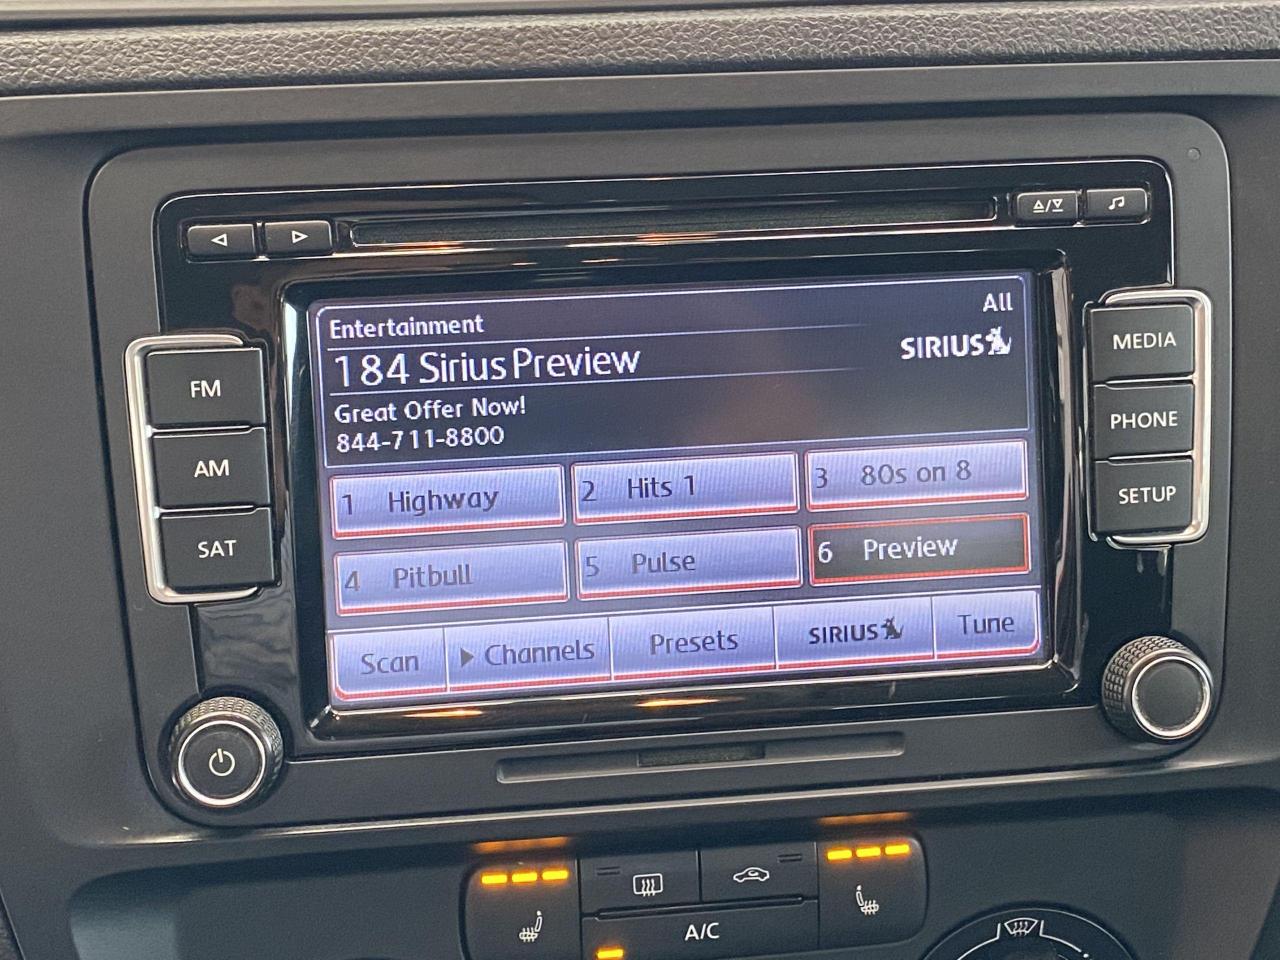 Entertainment
All
184 Sirius Preview
SIRIUS
Great Offer Now!
844-711-8800
1 Highway
2 Hits 1
3 80s on 8
4 Pitbull
5 Pulse
6 Preview
Scan
Channels
Presets
SIRIUS
Tune
FM
AM
SAT
MEDIA
PHONE
SETUP
A/C